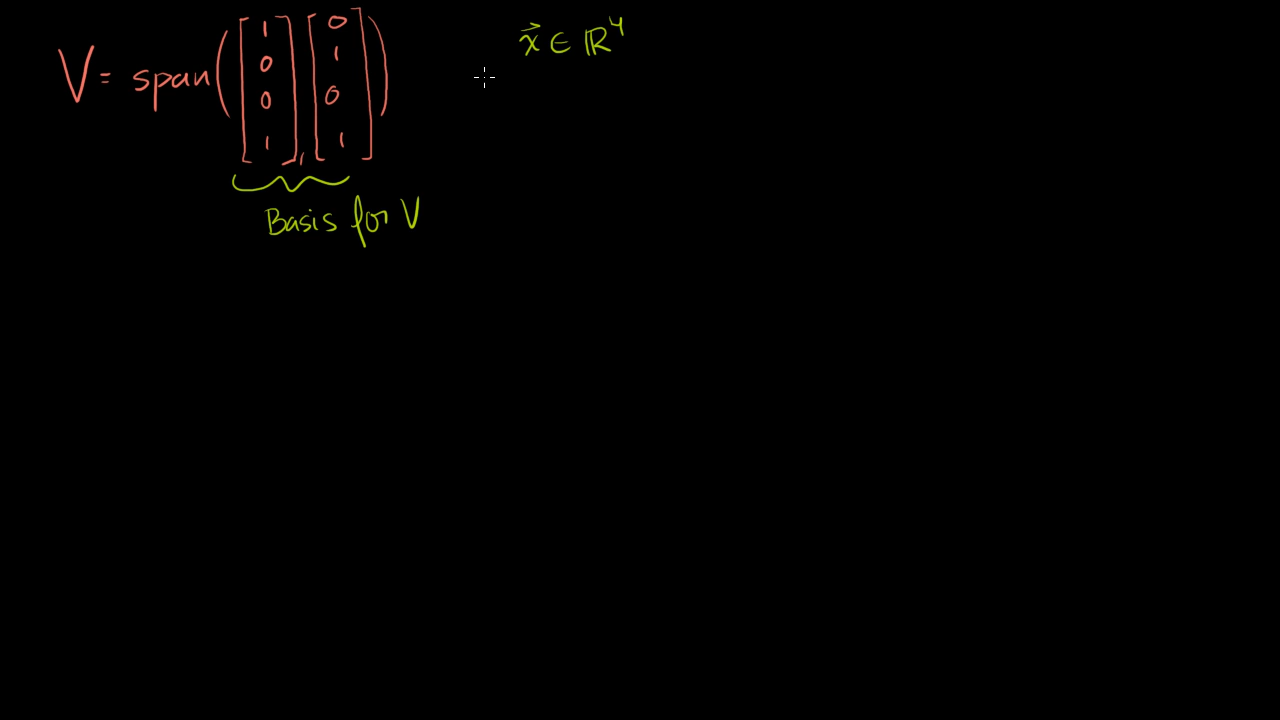 V = span([1 0 0 1], [0 1 0 1])
x⃗ ∈ ℝ⁴
Basis for V